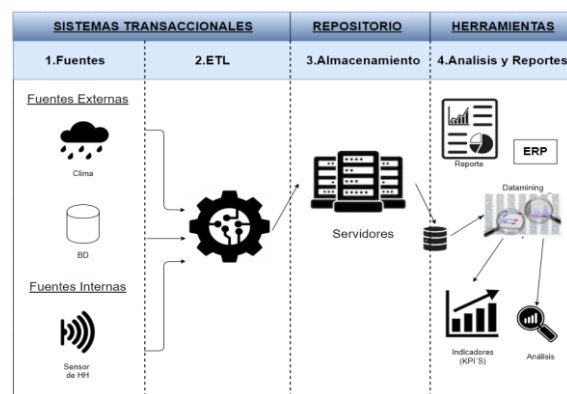 SISTEMAS TRANSACCIONALES
REPOSITORIO
HERRAMIENTAS
1.Fuentes
2.ETL
3.Almacenamiento
4.Analisis y Reportes
Fuentes Externas
Clima
BD
Fuentes Internas
Sensor
de HH
Servidores
Reporte
ERP
Datamining
Indicadores
(KPI´S)
Análisis